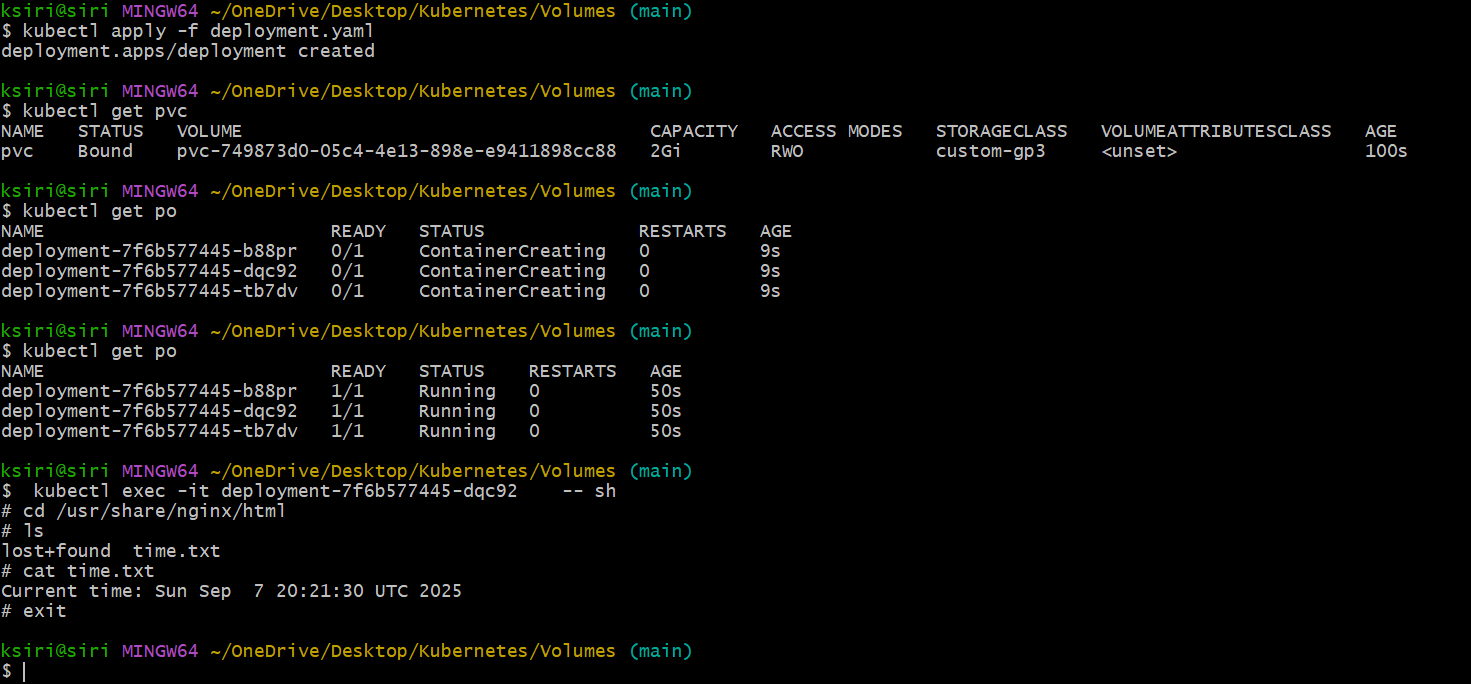 ksiri@siri MINGW64 ~/OneDrive/Desktop/Kubernetes/Volumes (main)
$ kubectl apply -f deployment.yaml
deployment.apps/deployment created
ksiri@siri MINGW64 ~/OneDrive/Desktop/Kubernetes/Volumes (main)
$ kubectl get pvc
NAME   STATUS   VOLUME                                     CAPACITY   ACCESS MODES   STORAGECLASS   VOLUMEATTRIBUTESCLASS   AGE
pvc    Bound    pvc-749873d0-05c4-4e13-898e-e9411898cc88   2Gi        RWO            custom-gp3     <unset>                 100s
ksiri@siri MINGW64 ~/OneDrive/Desktop/Kubernetes/Volumes (main)
$ kubectl get po
NAME                          READY   STATUS              RESTARTS   AGE
deployment-7f6b577445-b88pr   0/1     ContainerCreating   0          9s
deployment-7f6b577445-dqc92   0/1     ContainerCreating   0          9s
deployment-7f6b577445-tb7dv   0/1     ContainerCreating   0          9s
ksiri@siri MINGW64 ~/OneDrive/Desktop/Kubernetes/Volumes (main)
$ kubectl get po
NAME                          READY   STATUS    RESTARTS   AGE
deployment-7f6b577445-b88pr   1/1     Running   0          50s
deployment-7f6b577445-dqc92   1/1     Running   0          50s
deployment-7f6b577445-tb7dv   1/1     Running   0          50s
ksiri@siri MINGW64 ~/OneDrive/Desktop/Kubernetes/Volumes (main)
$  kubectl exec -it deployment-7f6b577445-dqc92    -- sh
# cd /usr/share/nginx/html
# ls
lost+found  time.txt
# cat time.txt
Current time: Sun Sep  7 20:21:30 UTC 2025
# exit
ksiri@siri MINGW64 ~/OneDrive/Desktop/Kubernetes/Volumes (main)
$